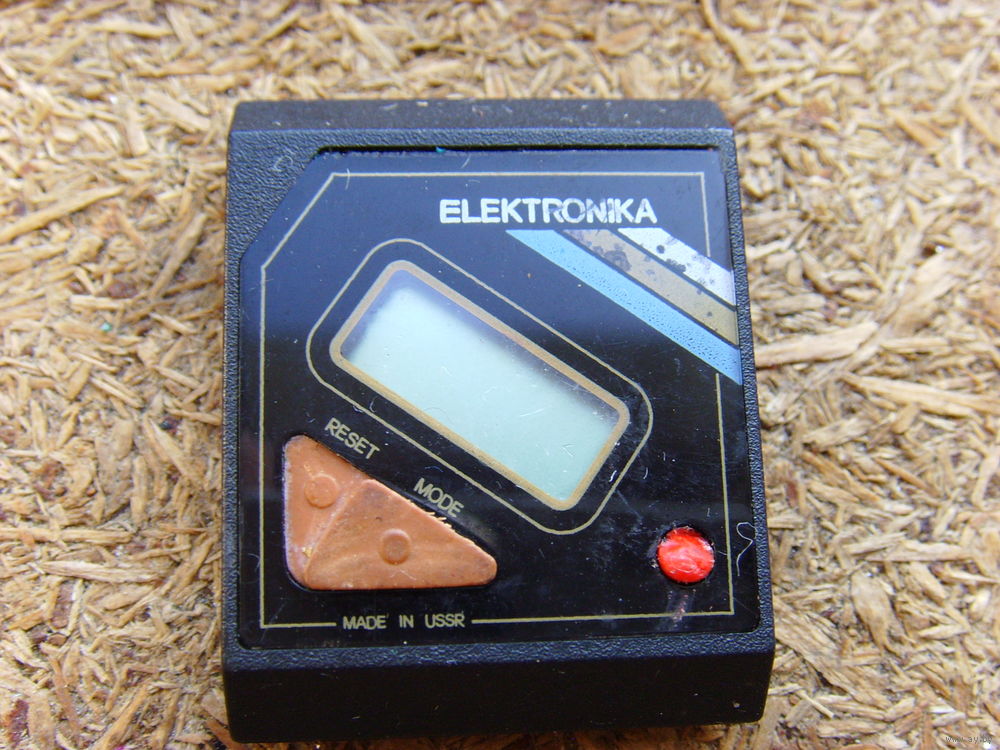 ELEKTRONIKA
RESET
MODE
MADE IN USSR